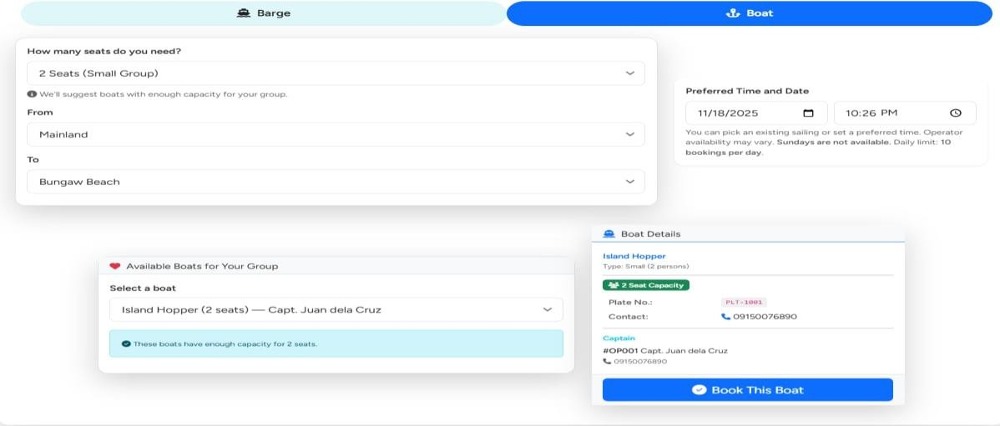 Barge
Boat
How many seats do you need?
2 Seats (Small Group)
We'll suggest boats with enough capacity for your group.
From
Mainland
To
Bungaw Beach
Preferred Time and Date
11/18/2025
10:26 PM
You can pick an existing sailing or set a preferred time. Operator
availability may vary. Sundays are not available. Daily limit: 10
bookings per day.
Available Boats for Your Group
Select a boat
Island Hopper (2 seats) — Capt. Juan dela Cruz
These boats have enough capacity for 2 seats.
Boat Details
Island Hopper
Type: Small (2 persons)
2 Seat Capacity
Plate No.: PLT-1001
Contact: 09150076890
Captain
#OP001 Capt. Juan dela Cruz
09150076890
Book This Boat